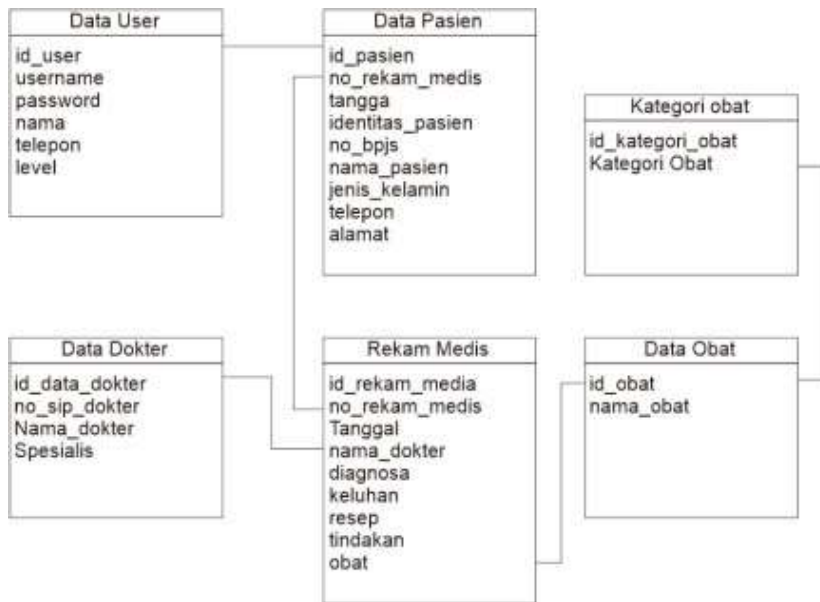 Data User
id_user
username
password
nama
telepon
level
Data Pasien
id_pasien
no_rekam_medis
tangga
identitas_pasien
no_bpjs
nama_pasien
jenis_kelamin
telepon
alamat
Kategori obat
id_kategori_obat
Kategori Obat
Data Dokter
id_data_dokter
no_sip_dokter
Nama_dokter
Spesialis
Rekam Medis
id_rekam_media
no_rekam_medis
Tanggal
nama_dokter
diagnosa
keluhan
resep
tindakan
obat
Data Obat
id_obat
nama_obat